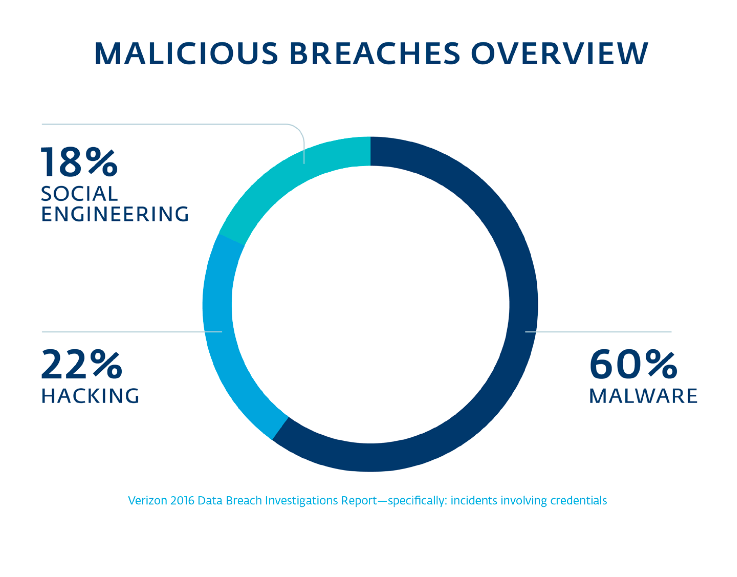 MALICIOUS BREACHES OVERVIEW
18%
SOCIAL
ENGINEERING
22%
HACKING
60%
MALWARE
Verizon 2016 Data Breach Investigations Report—specifically: incidents involving credentials